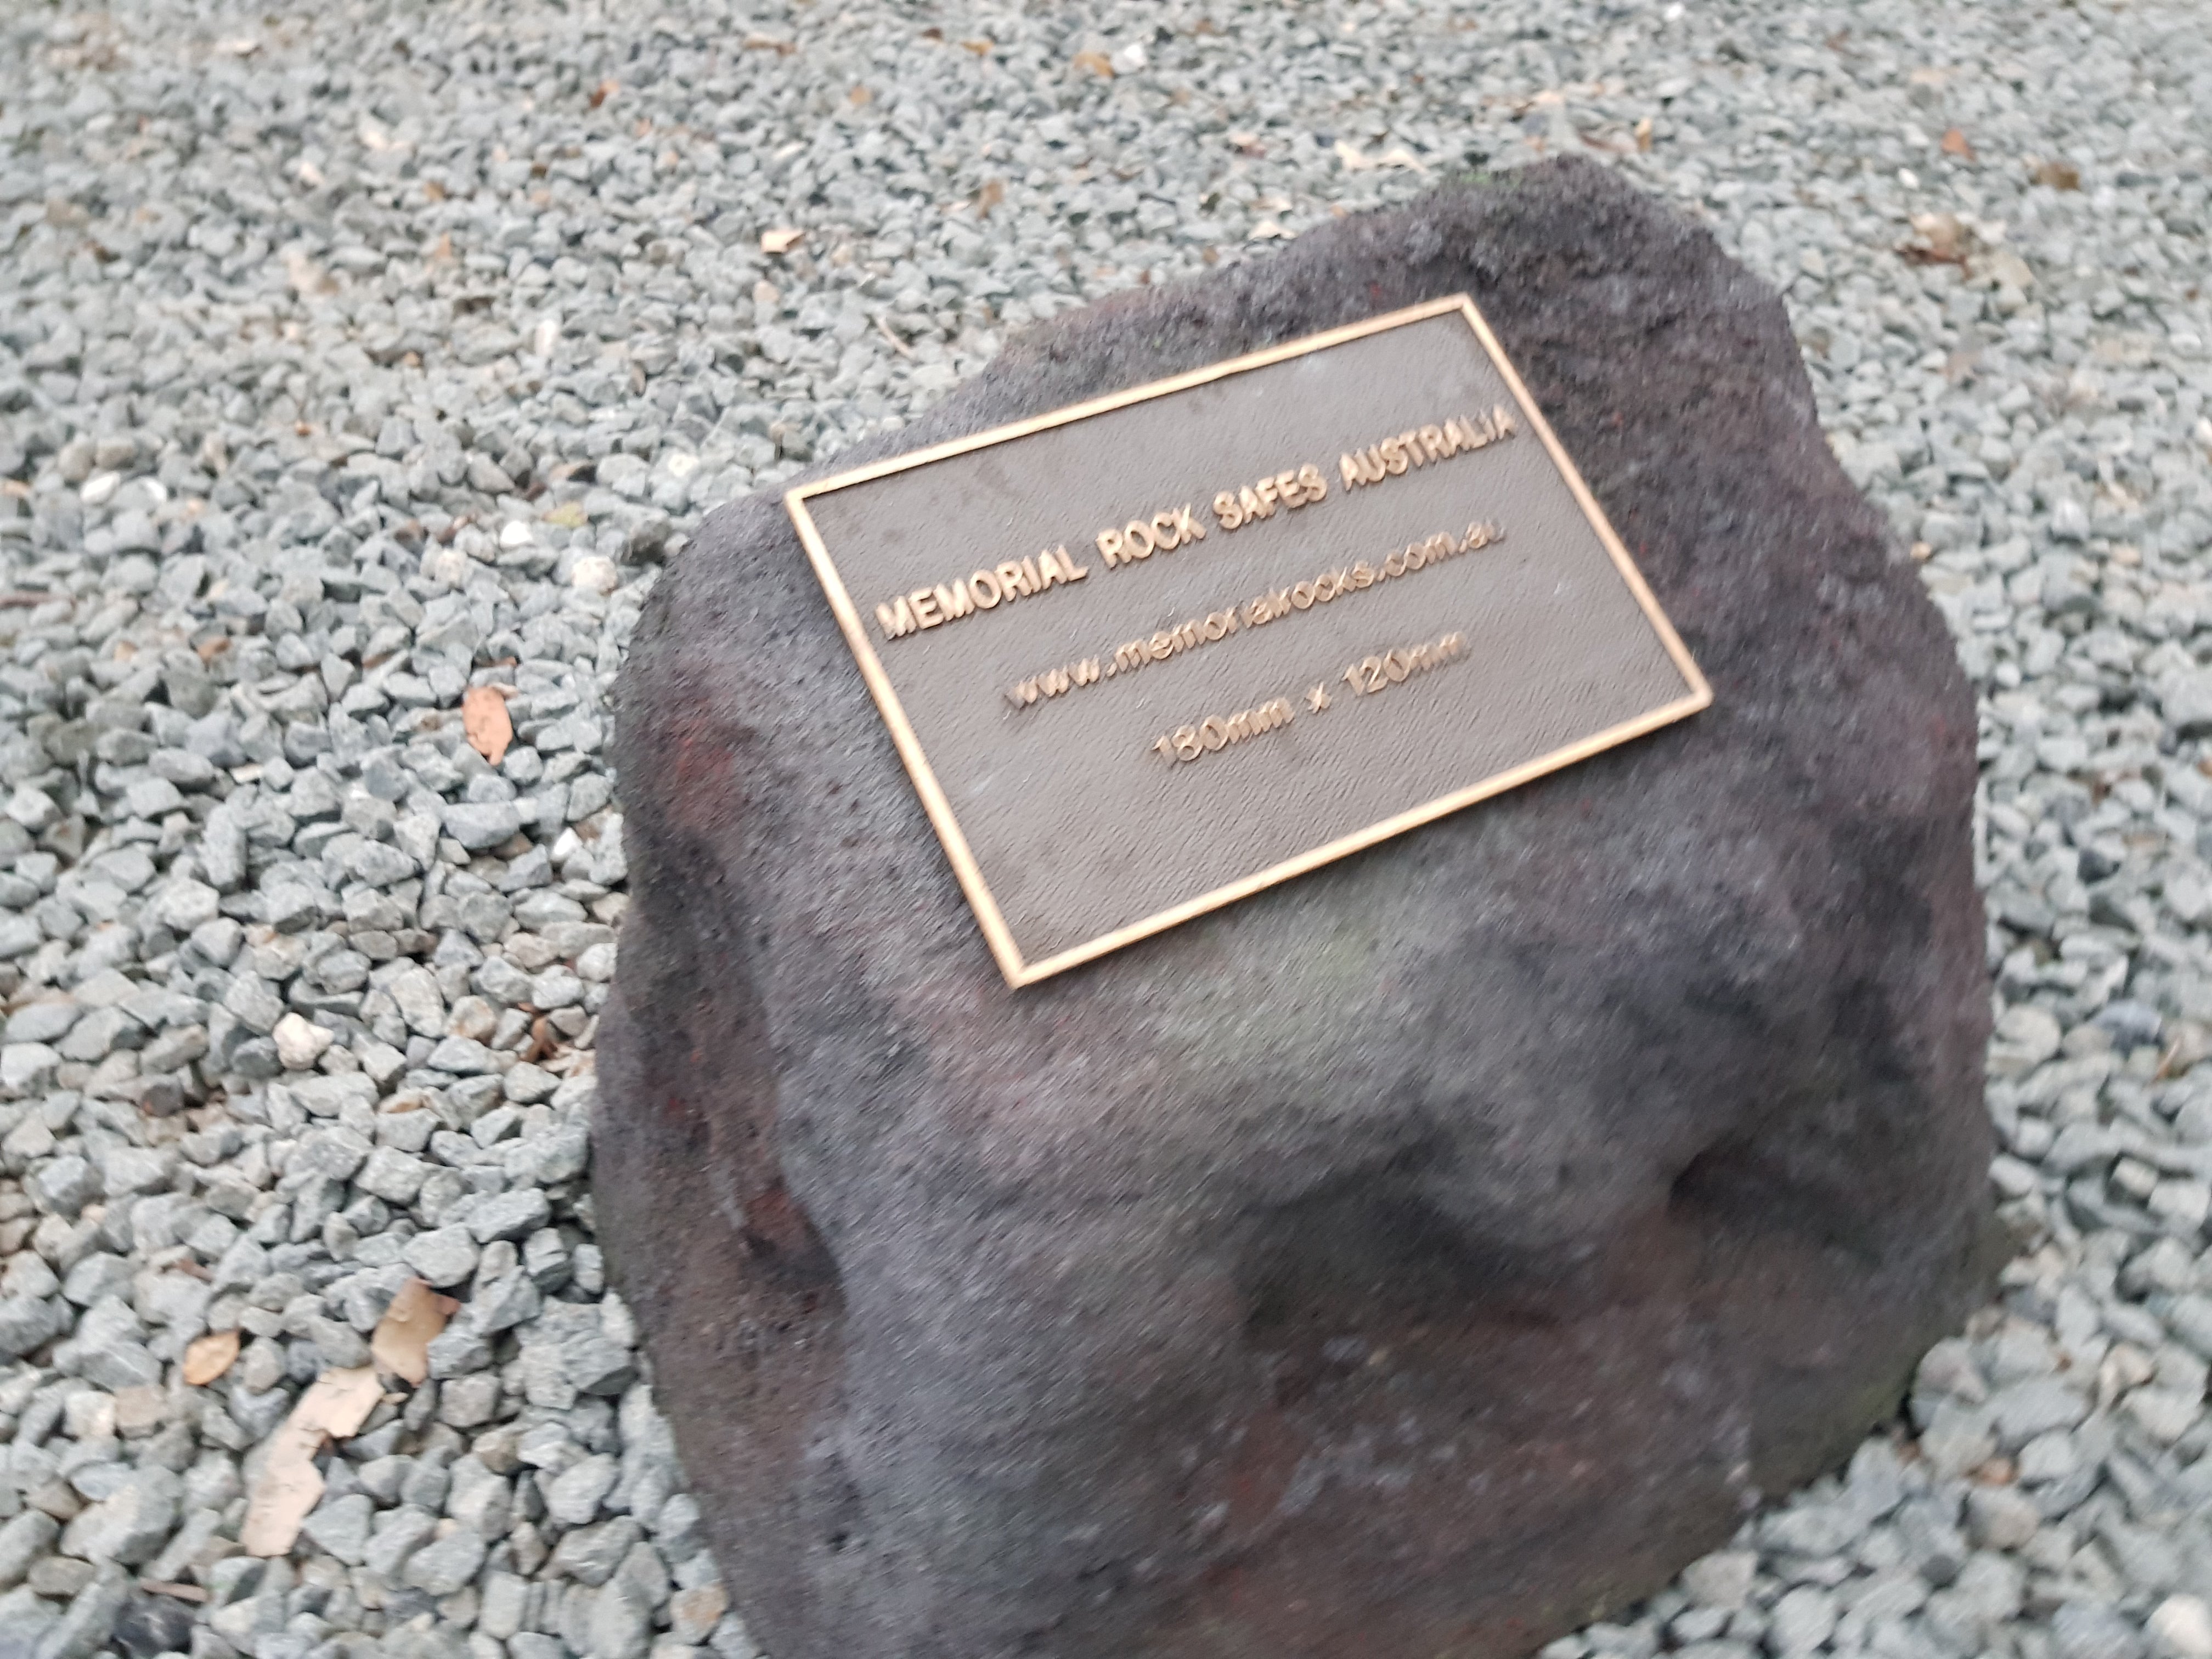 MEMORIAL ROCK SAFES AUSTRALIA
www.memorialrocks.com.au
180mm x 120mm